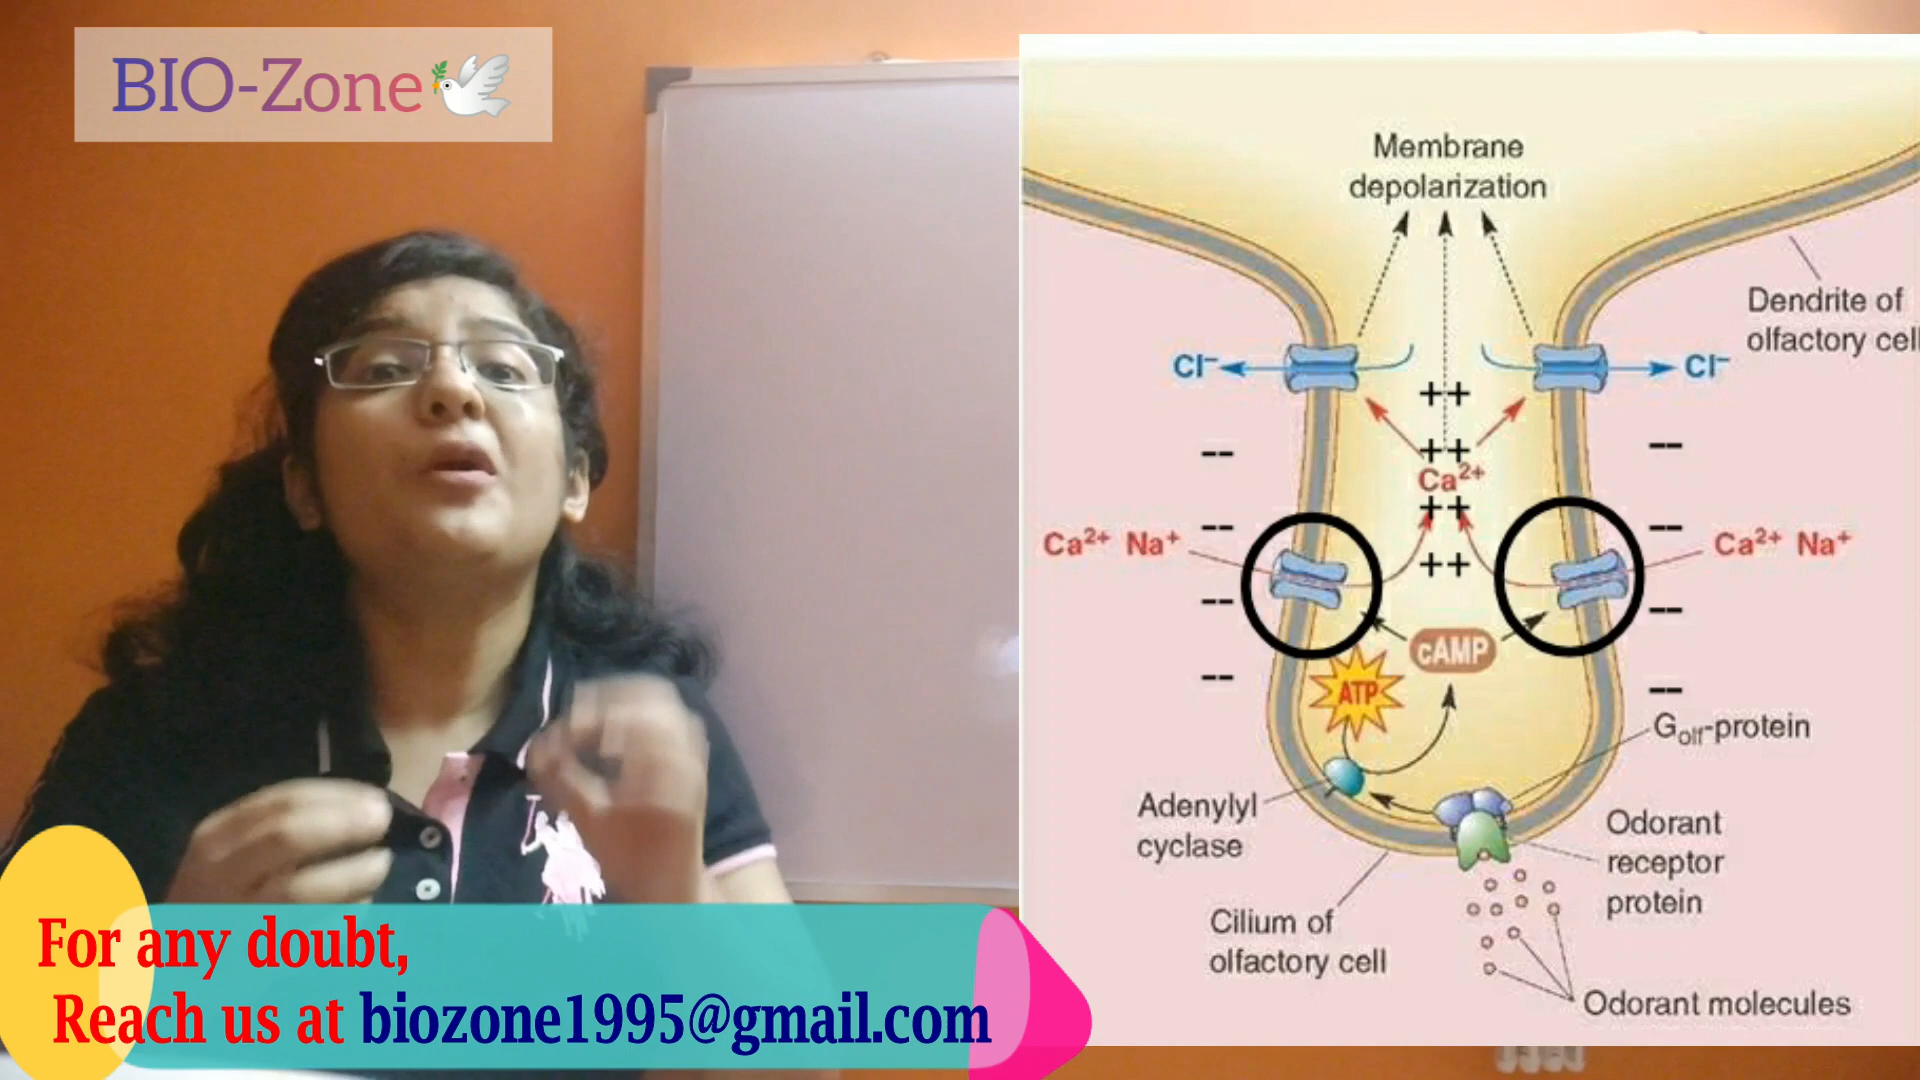 BIO-Zone
Membrane
depolarization
Dendrite of
olfactory cell
Cl⁻
Cl⁻
++
++
Ca²⁺
++
++
--
--
--
--
--
--
--
--
Ca²⁺ Na⁺
Ca²⁺ Na⁺
cAMP
ATP
Golf-protein
Adenylyl
cyclase
Odorant
receptor
protein
Cilium of
olfactory cell
Odorant molecules
For any doubt,
Reach us at biozone1995@gmail.com